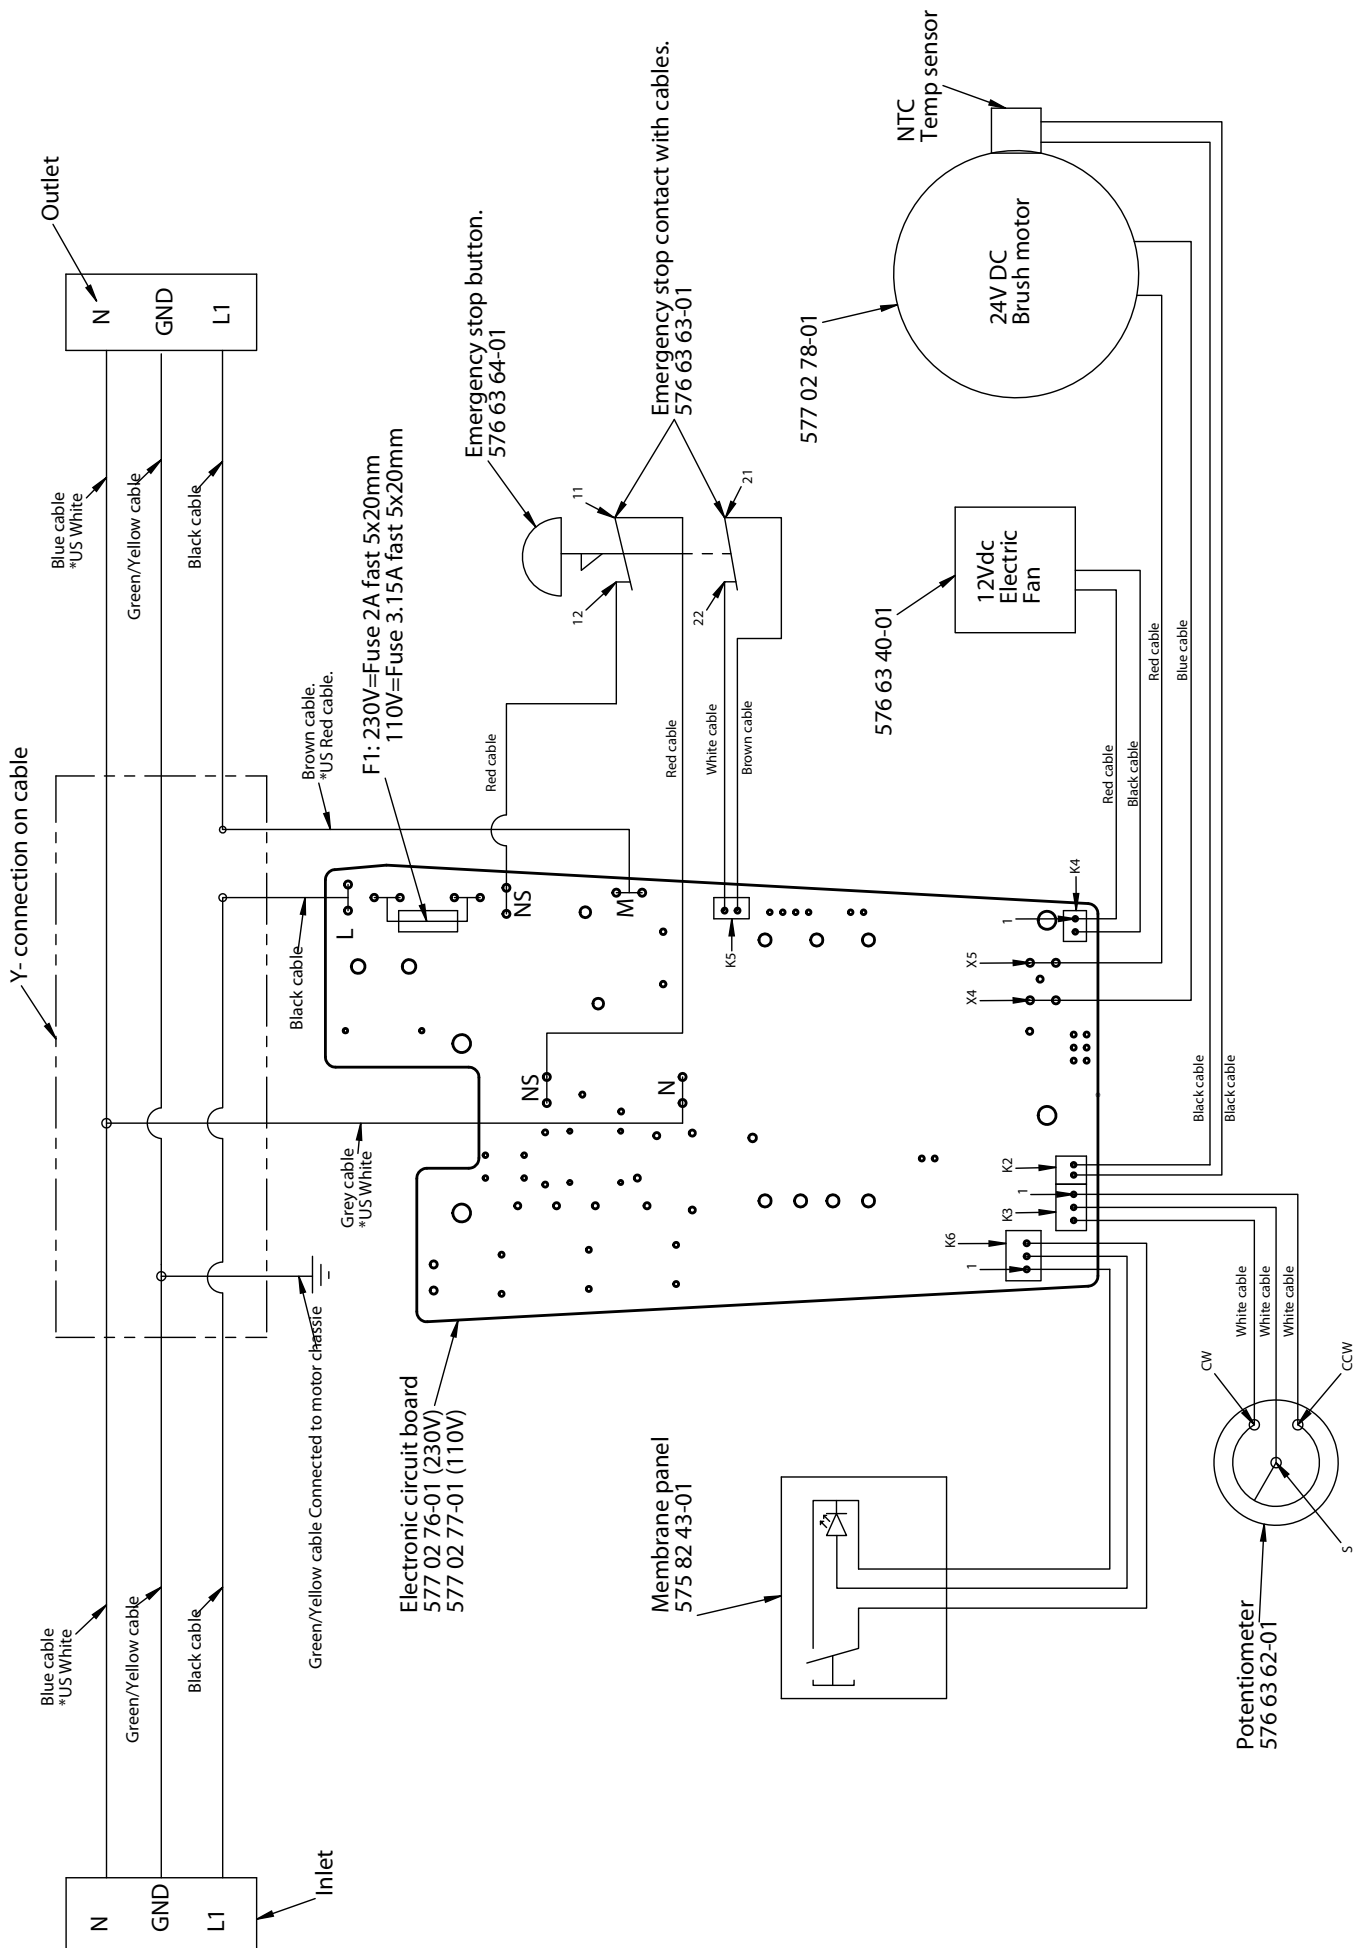 Y- connection on cable
Outlet
N
GND
L1
Blue cable
*US White
Green/Yellow cable
Black cable
Brown cable.
*US Red cable.
F1: 230V=Fuse 2A fast 5x20mm
110V=Fuse 3.15A fast 5x20mm
Emergency stop button.
576 63 64-01
Emergency stop contact with cables.
576 63 63-01
11
12
21
22
Red cable
Red cable
White cable
Brown cable
NTC
Temp sensor
24V DC
Brush motor
577 02 78-01
12Vdc
Electric
Fan
576 63 40-01
Red cable
Blue cable
Red cable
Black cable
Black cable
Black cable
Black cable
L
NS
M
K5
NS
N
1
K4
X5
X4
K2
1
K3
K6
1
Grey cable
*US White
Green/Yellow cable Connected to motor chassie
Electronic circuit board
577 02 76-01 (230V)
577 02 77-01 (110V)
Membrane panel
575 82 43-01
White cable
White cable
White cable
CW
CCW
S
Potentiometer
576 63 62-01
Blue cable
*US White
Green/Yellow cable
Black cable
N
GND
L1
Inlet